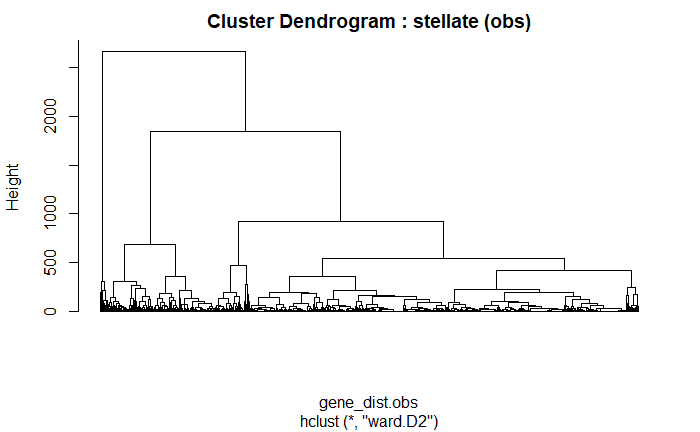 Cluster Dendrogram : stellate (obs)
Height
2000
1000
500
0
gene_dist.obs
hclust (*, "ward.D2")